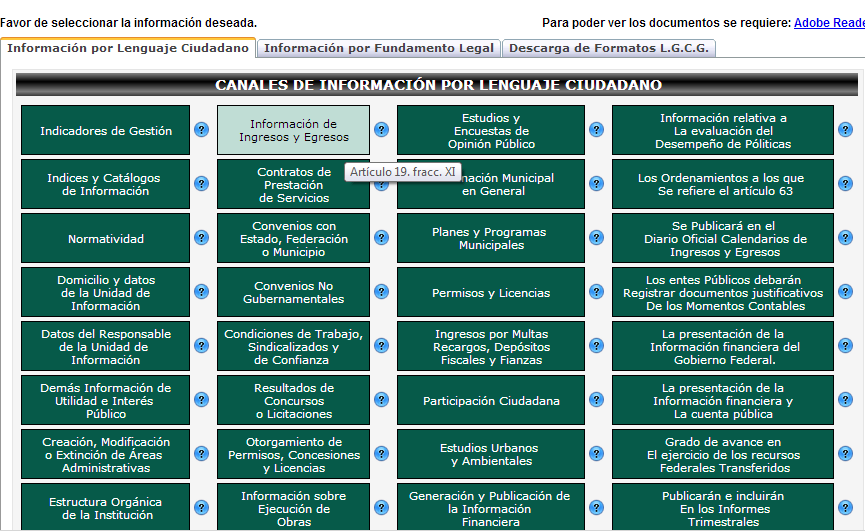 Favor de seleccionar la información deseada.
Para poder ver los documentos se requiere: Adobe Reade
Información por Lenguaje Ciudadano
Información por Fundamento Legal
Descarga de Formatos L.G.C.G.
CANALES DE INFORMACIÓN POR LENGUAJE CIUDADANO
Indicadores de Gestión
?
Información de
Ingresos y Egresos
?
Estudios y
Encuestas de
Opinión Público
?
Información relativa a
La evaluación del
Desempeño de Póliticas
?
Indices y Catálogos
de Información
?
Contratos de
Prestación
de Servicios
?
Artículo 19. fracc. XI
mación Municipal
en General
?
Los Ordenamientos a los que
Se refiere el artículo 63
?
Normatividad
?
Convenios con
Estado, Federación
o Municipio
?
Planes y Programas
Municipales
?
Se Publicará en el
Diario Oficial Calendarios de
Ingresos y Egresos
?
Domicilio y datos
de la Unidad de
Información
?
Convenios No
Gubernamentales
?
Permisos y Licencias
?
Los entes Públicos debarán
Registrar documentos justificativos
De los Momentos Contables
?
Datos del Responsable
de la Unidad de
Información
?
Condiciones de Trabajo,
Sindicalizados y
de Confianza
?
Ingresos por Multas
Recargos, Depósitos
Fiscales y Fianzas
?
La presentación de la
Información financiera del
Gobierno Federal.
?
Demás Información de
Utilidad e Interés
Público
?
Resultados de
Concursos
o Licitaciones
?
Participación Ciudadana
?
La presentación de la
Información financiera y
La cuenta pública
?
Creación, Modificación
o Extinción de Áreas
Administrativas
?
Otorgamiento de
Permisos, Concesiones
y Licencias
?
Estudios Urbanos
y Ambientales
?
Grado de avance en
El ejercicio de los recursos
Federales Transferidos
?
Estructura Orgánica
de la Institución
?
Información sobre
Ejecución de
Obras
?
Generación y Publicación de
la Información
Financiera
?
Publicarán e incluirán
En los Informes
Trimestrales
?